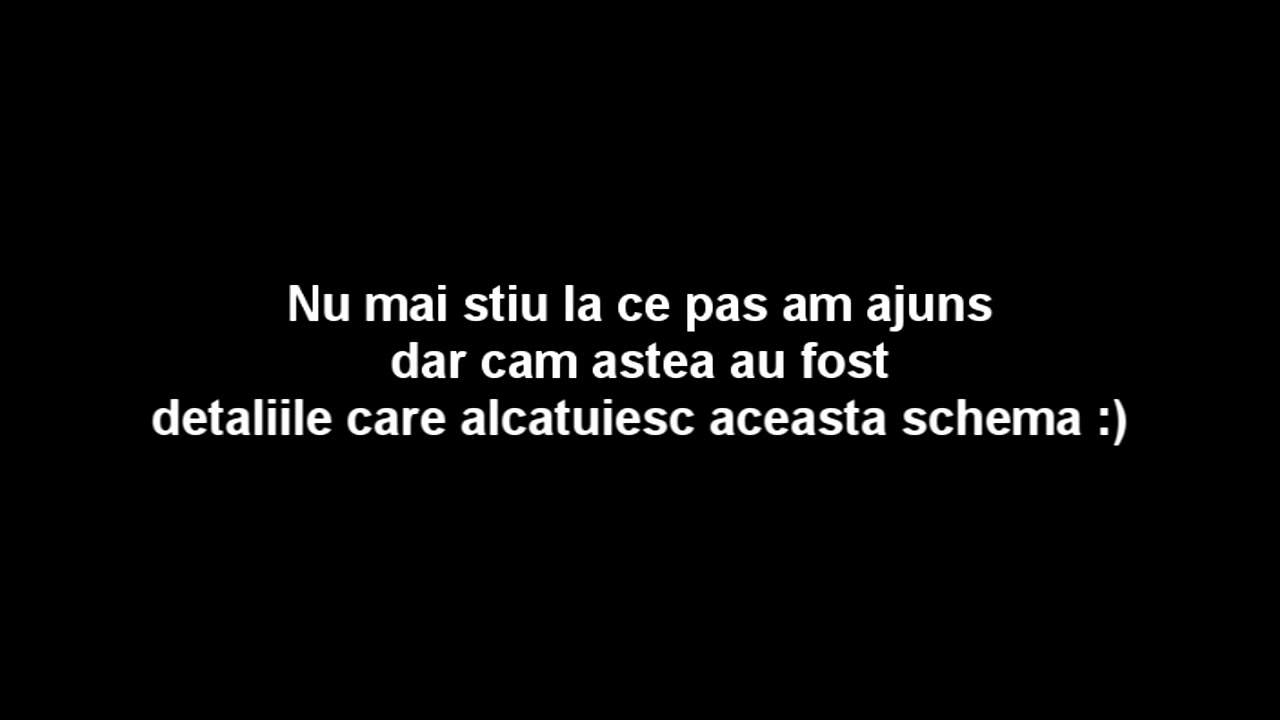 Nu mai stiu la ce pas am ajuns
dar cam astea au fost
detaliile care alcatuiesc aceasta schema :)